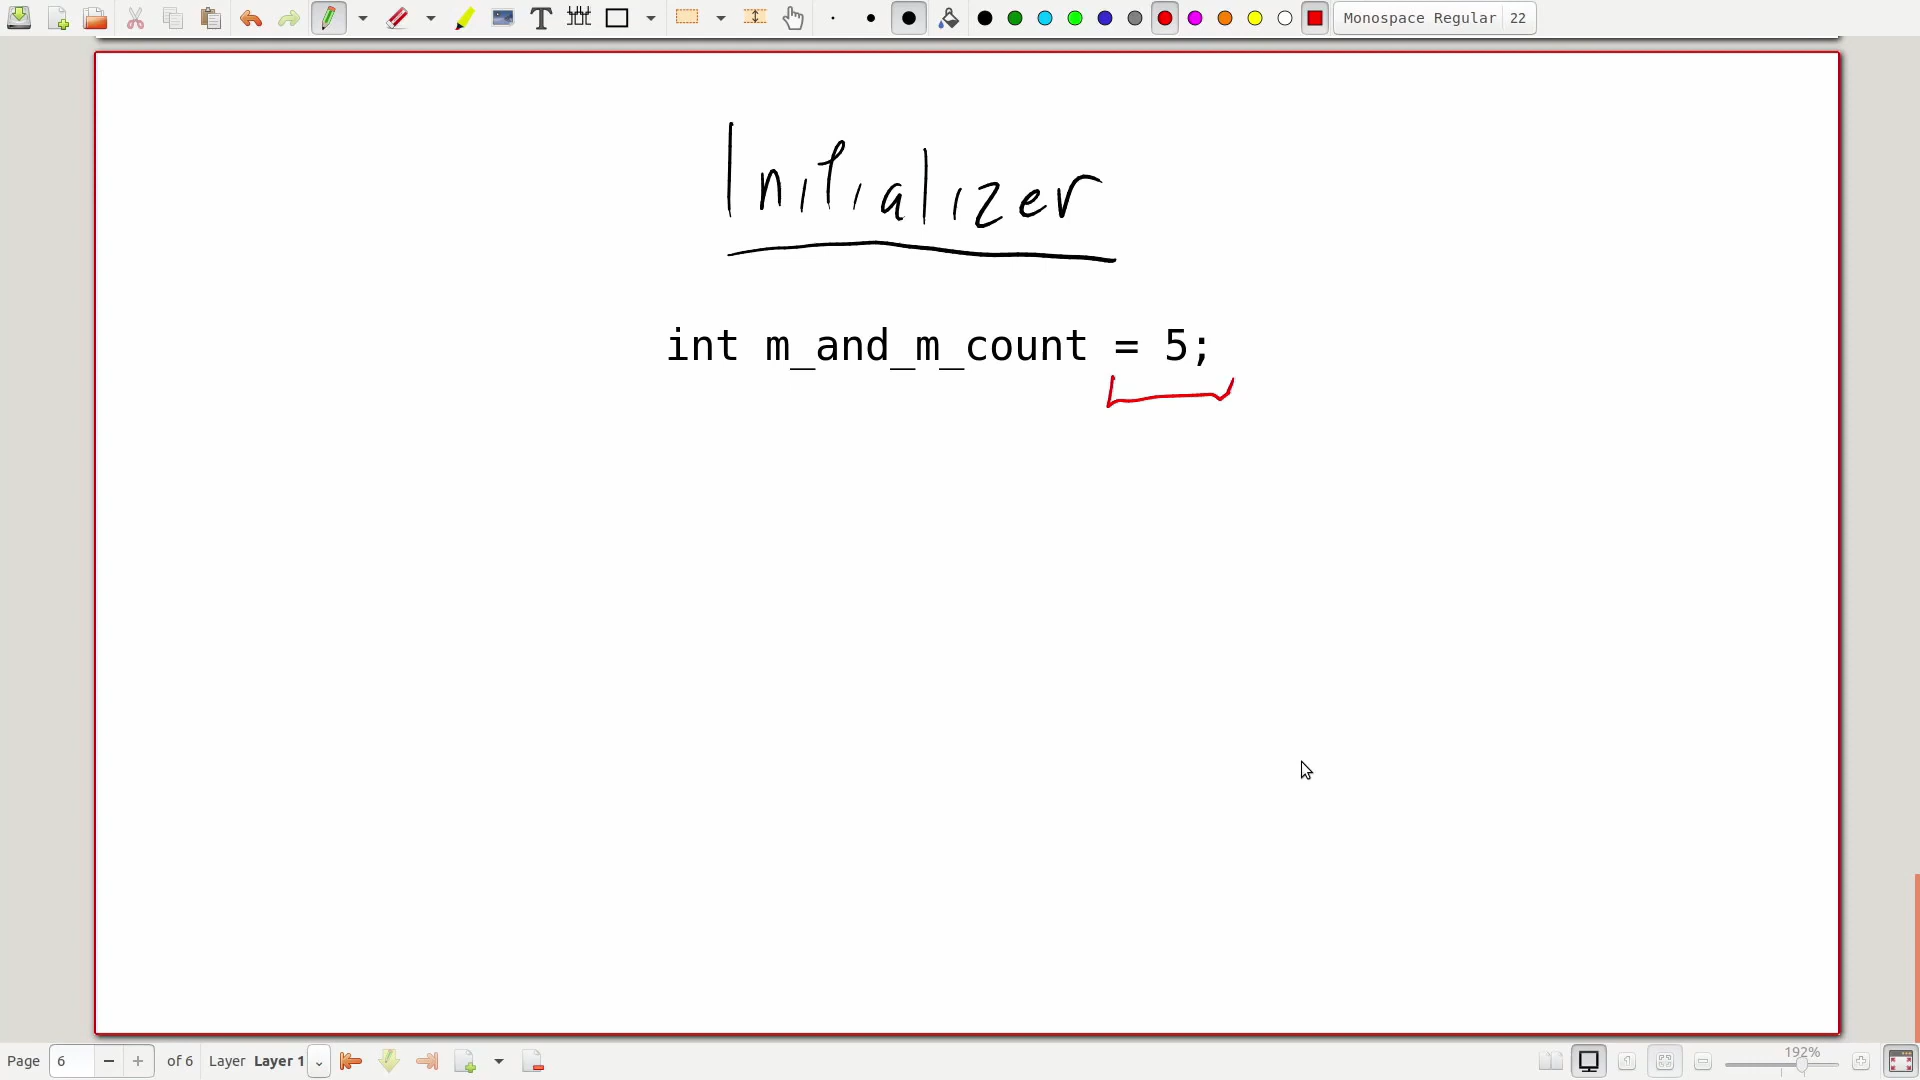 Monospace Regular 22
Initializer
int m_and_m_count = 5;
Page 6 of 6 Layer Layer 1 192%